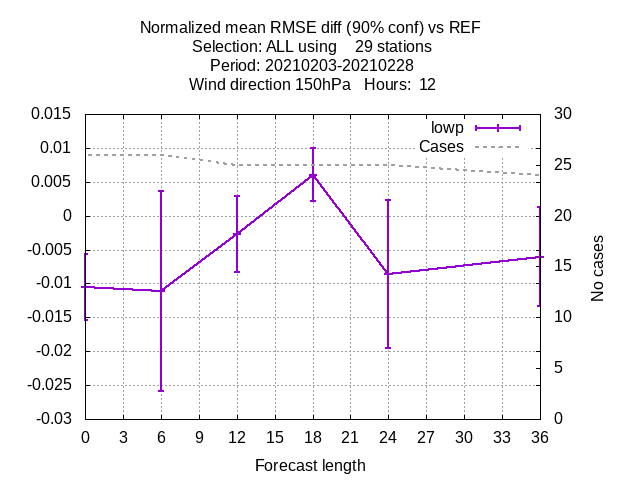 Normalized mean RMSE diff (90% conf) vs REF
Selection: ALL using    29 stations
Period: 20210203-20210228
Wind direction 150hPa   Hours:  12
0.015
0.01
0.005
0
-0.005
-0.01
-0.015
-0.02
-0.025
-0.03
lowp
Cases
30
25
20
15
10
5
0
No cases
0 3 6 9 12 15 18 21 24 27 30 33 36
Forecast length